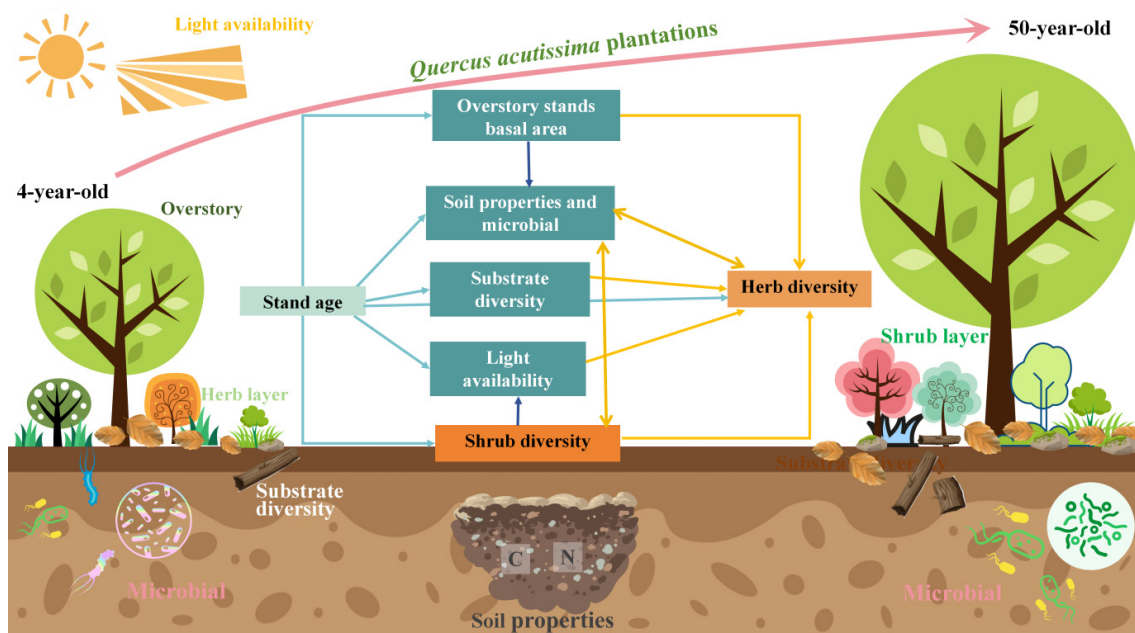 Light availability
50-year-old
Quercus acutissima plantations
Overstory stands
basal area
4-year-old
Overstory
Soil properties and
microbial
Substrate
diversity
Stand age
Herb diversity
Light
availability
Shrub layer
Herb layer
Shrub diversity
Substrate diversity
Substrate
diversity
C N
Microbial
Microbial
Soil properties